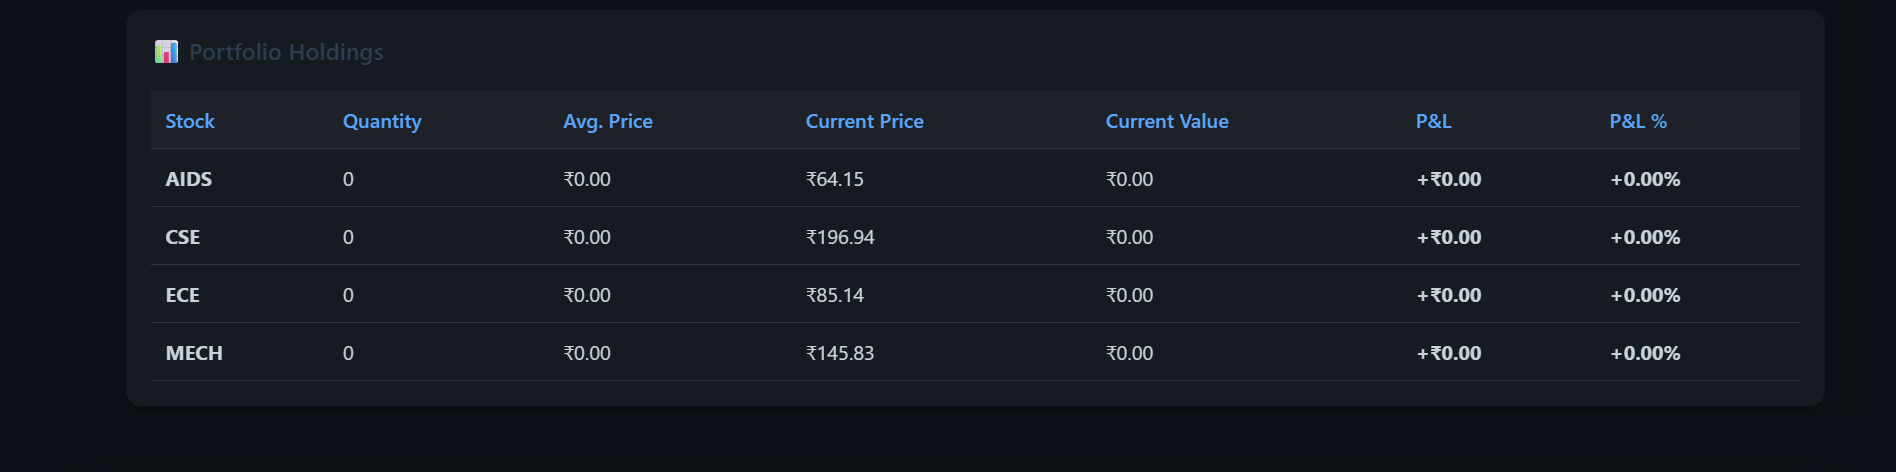 Portfolio Holdings
Stock Quantity Avg. Price Current Price Current Value P&L P&L %
AIDS 0 ₹0.00 ₹64.15 ₹0.00 +₹0.00 +0.00%
CSE 0 ₹0.00 ₹196.94 ₹0.00 +₹0.00 +0.00%
ECE 0 ₹0.00 ₹85.14 ₹0.00 +₹0.00 +0.00%
MECH 0 ₹0.00 ₹145.83 ₹0.00 +₹0.00 +0.00%